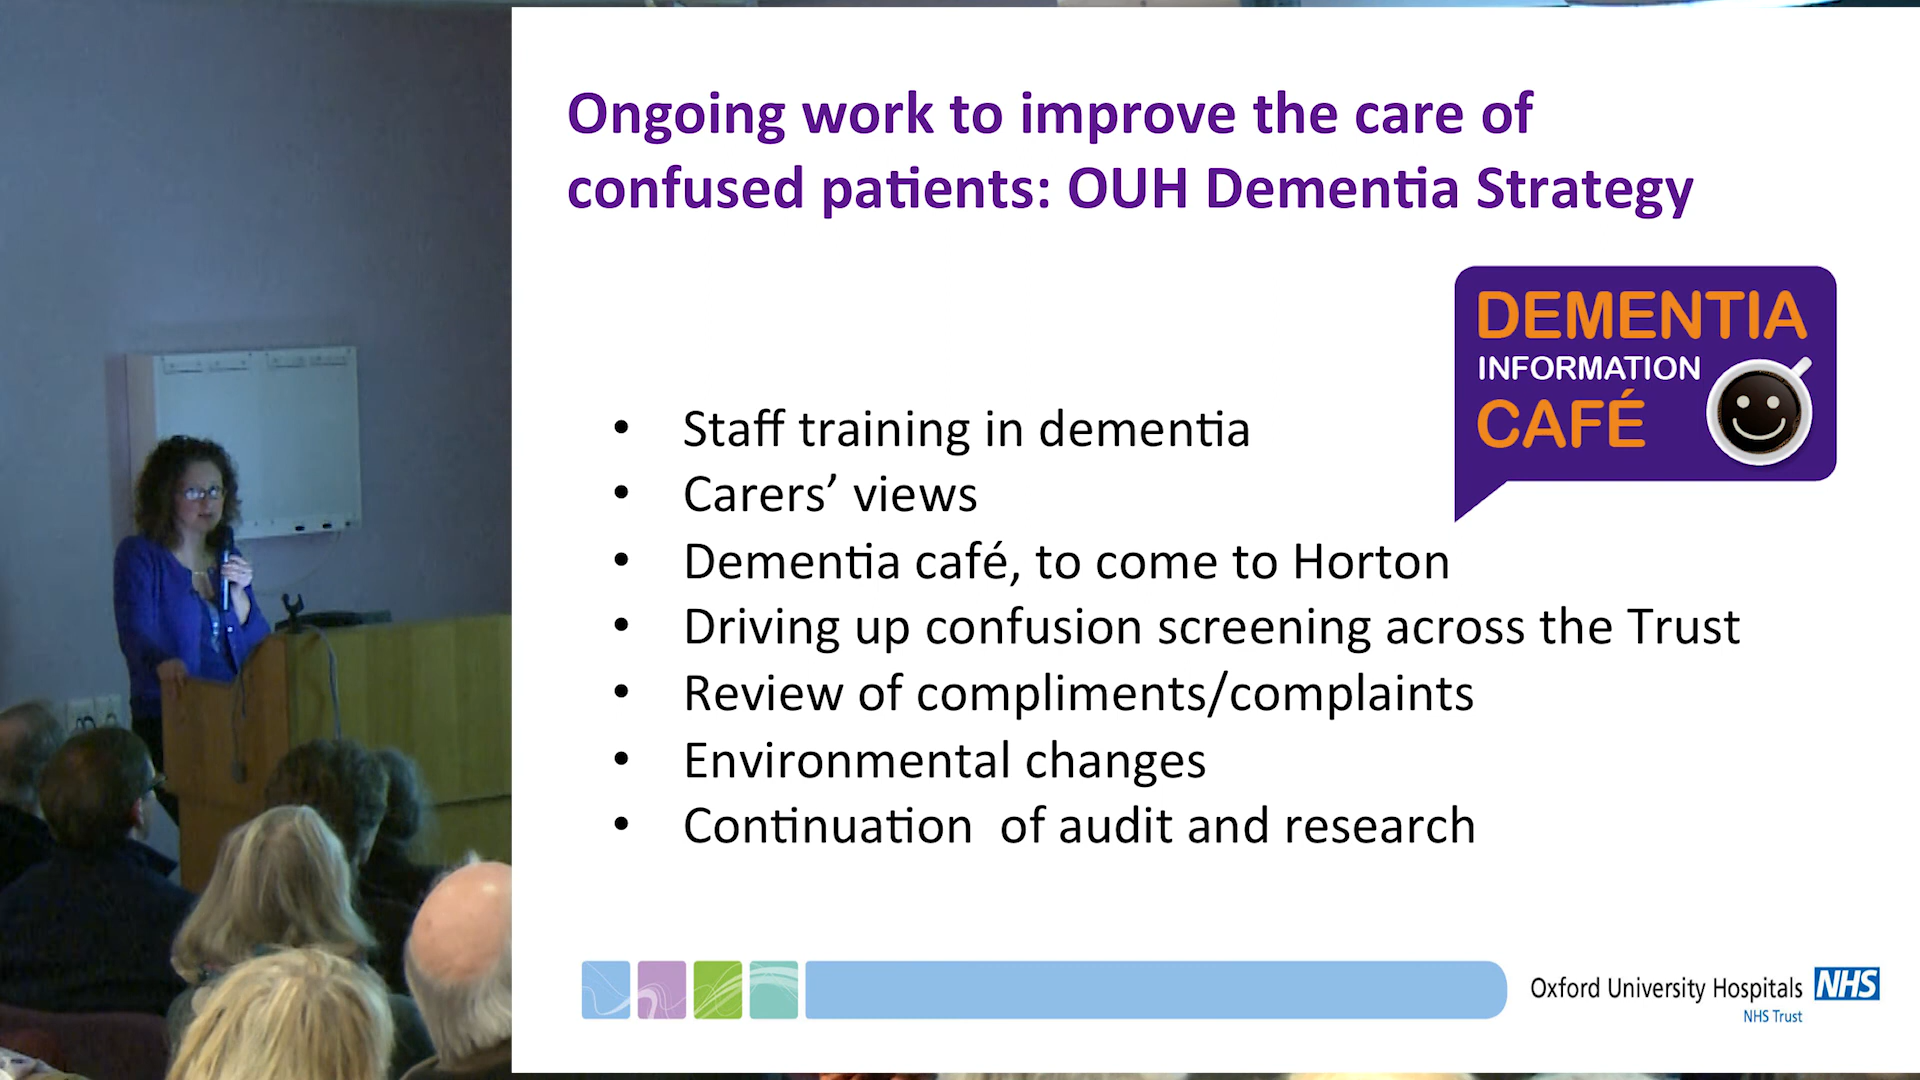 Ongoing work to improve the care of
confused patients: OUH Dementia Strategy
DEMENTIA
INFORMATION
CAFÉ
• Staff training in dementia
• Carers’ views
• Dementia café, to come to Horton
• Driving up confusion screening across the Trust
• Review of compliments/complaints
• Environmental changes
• Continuation of audit and research
Oxford University Hospitals NHS
NHS Trust